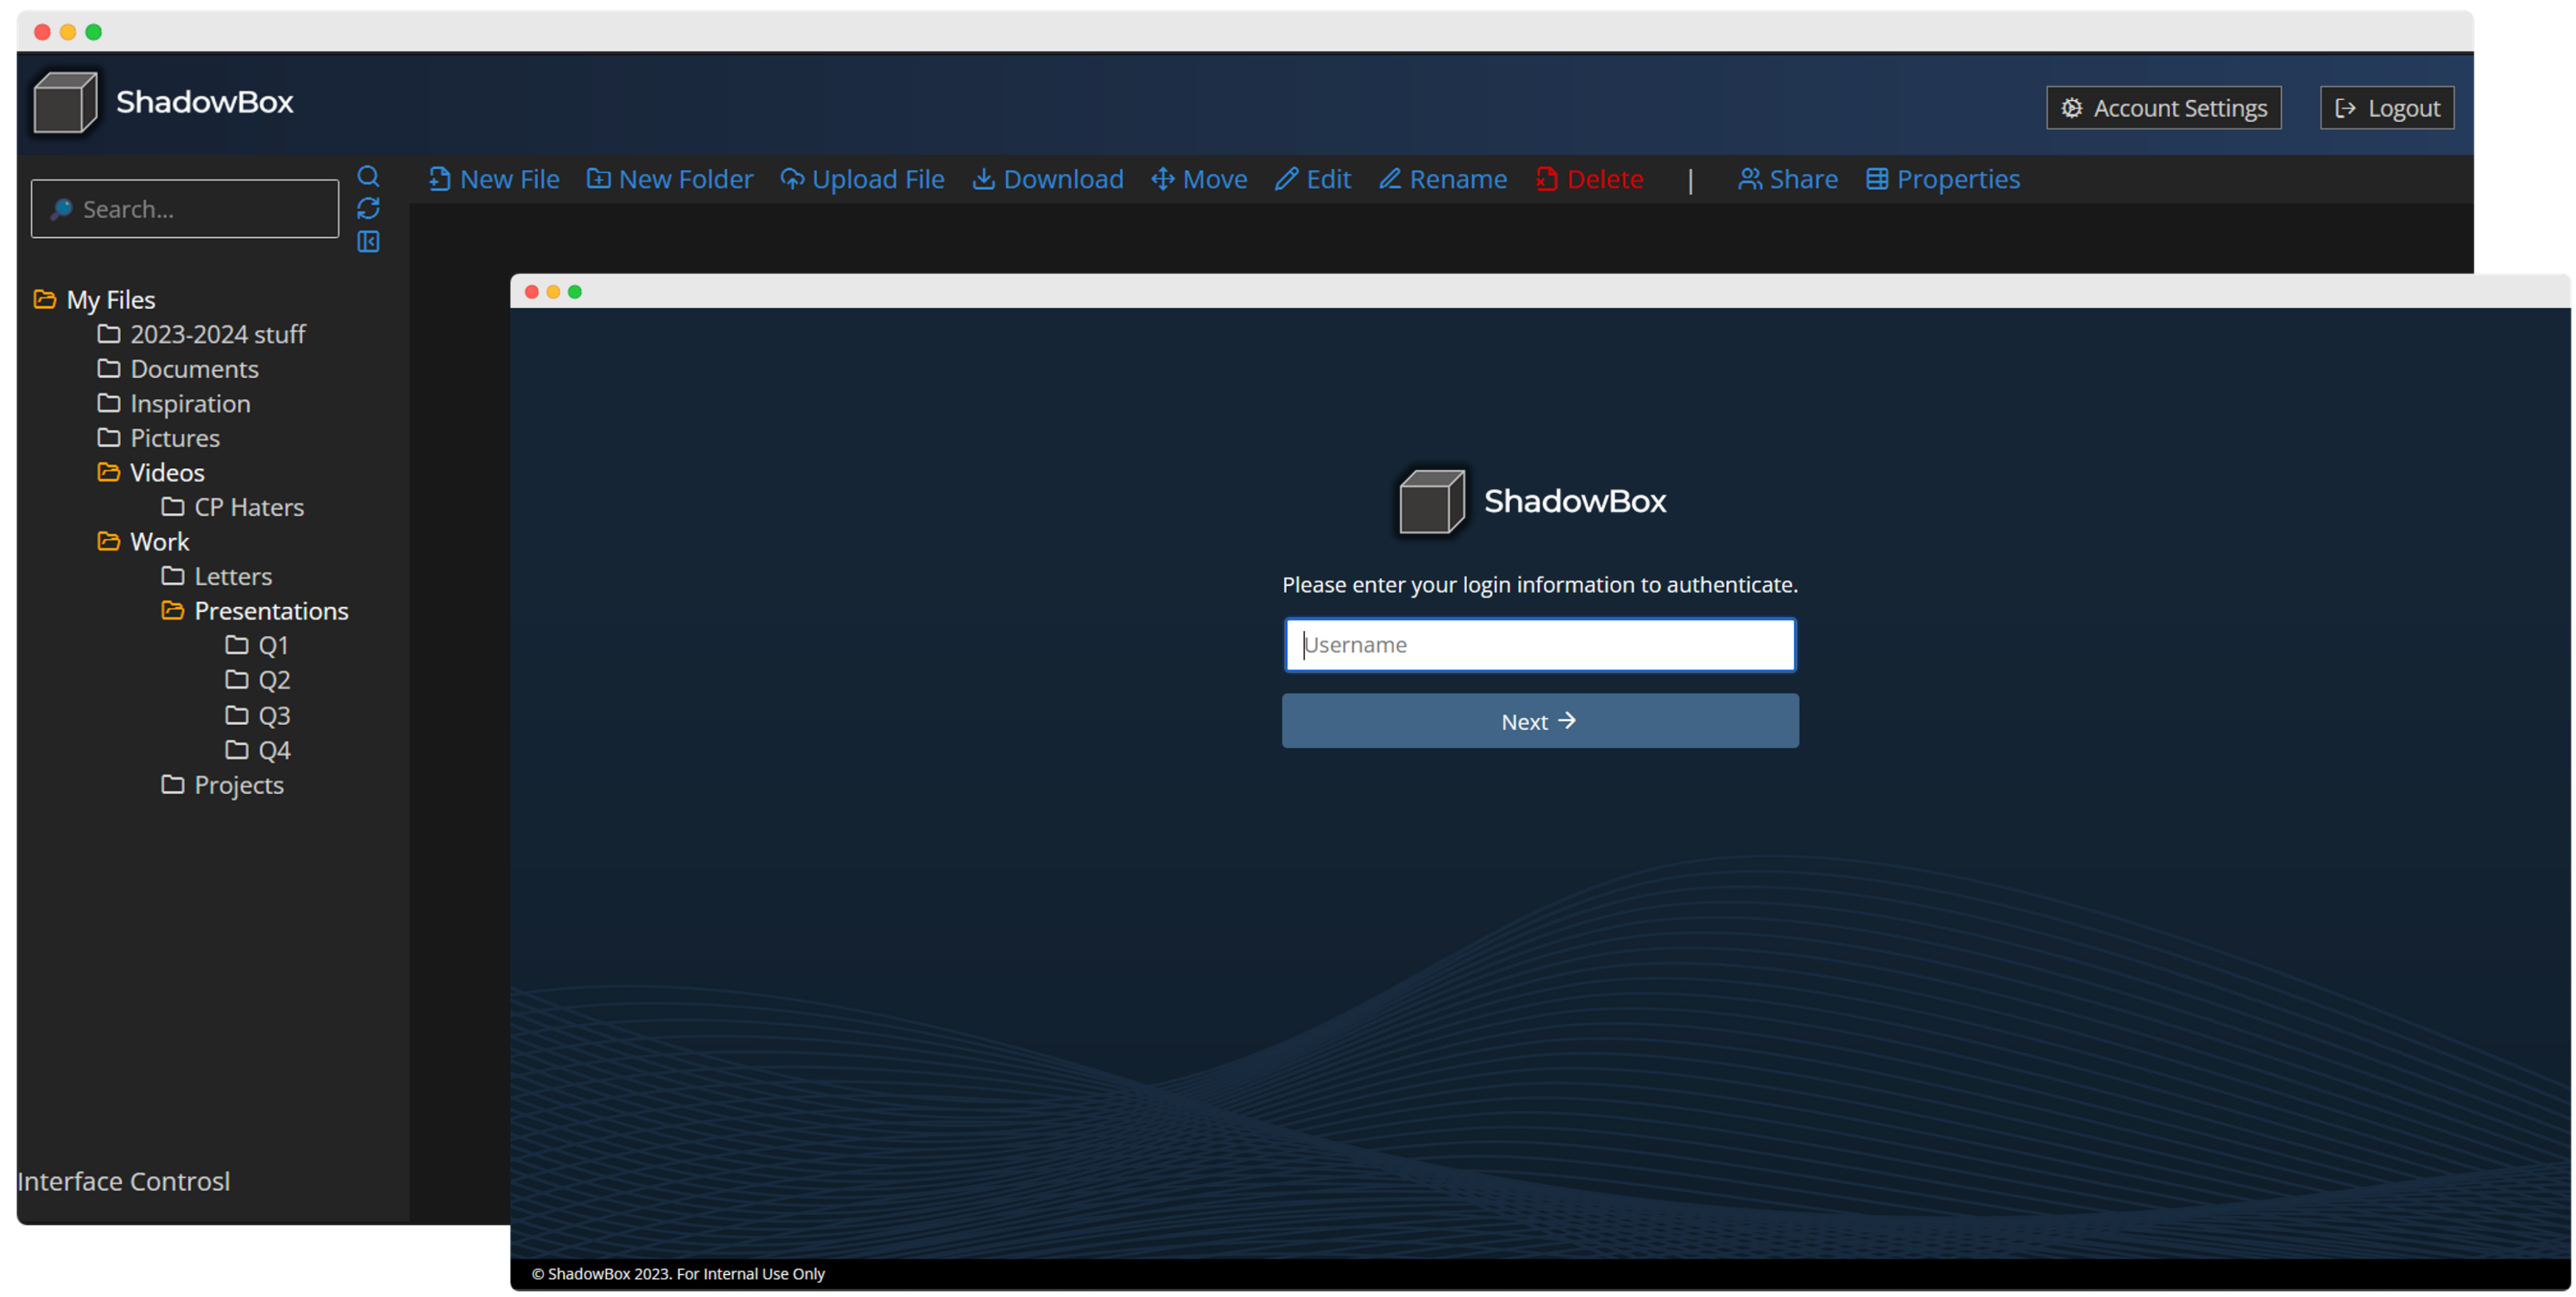 ShadowBox
Account Settings
Logout
Search...
New File
New Folder
Upload File
Download
Move
Edit
Rename
Delete
|
Share
Properties
My Files
2023-2024 stuff
Documents
Inspiration
Pictures
Videos
CP Haters
Work
Letters
Presentations
Q1
Q2
Q3
Q4
Projects
Interface Controsl
ShadowBox
Please enter your login information to authenticate.
Username
Next
© ShadowBox 2023. For Internal Use Only